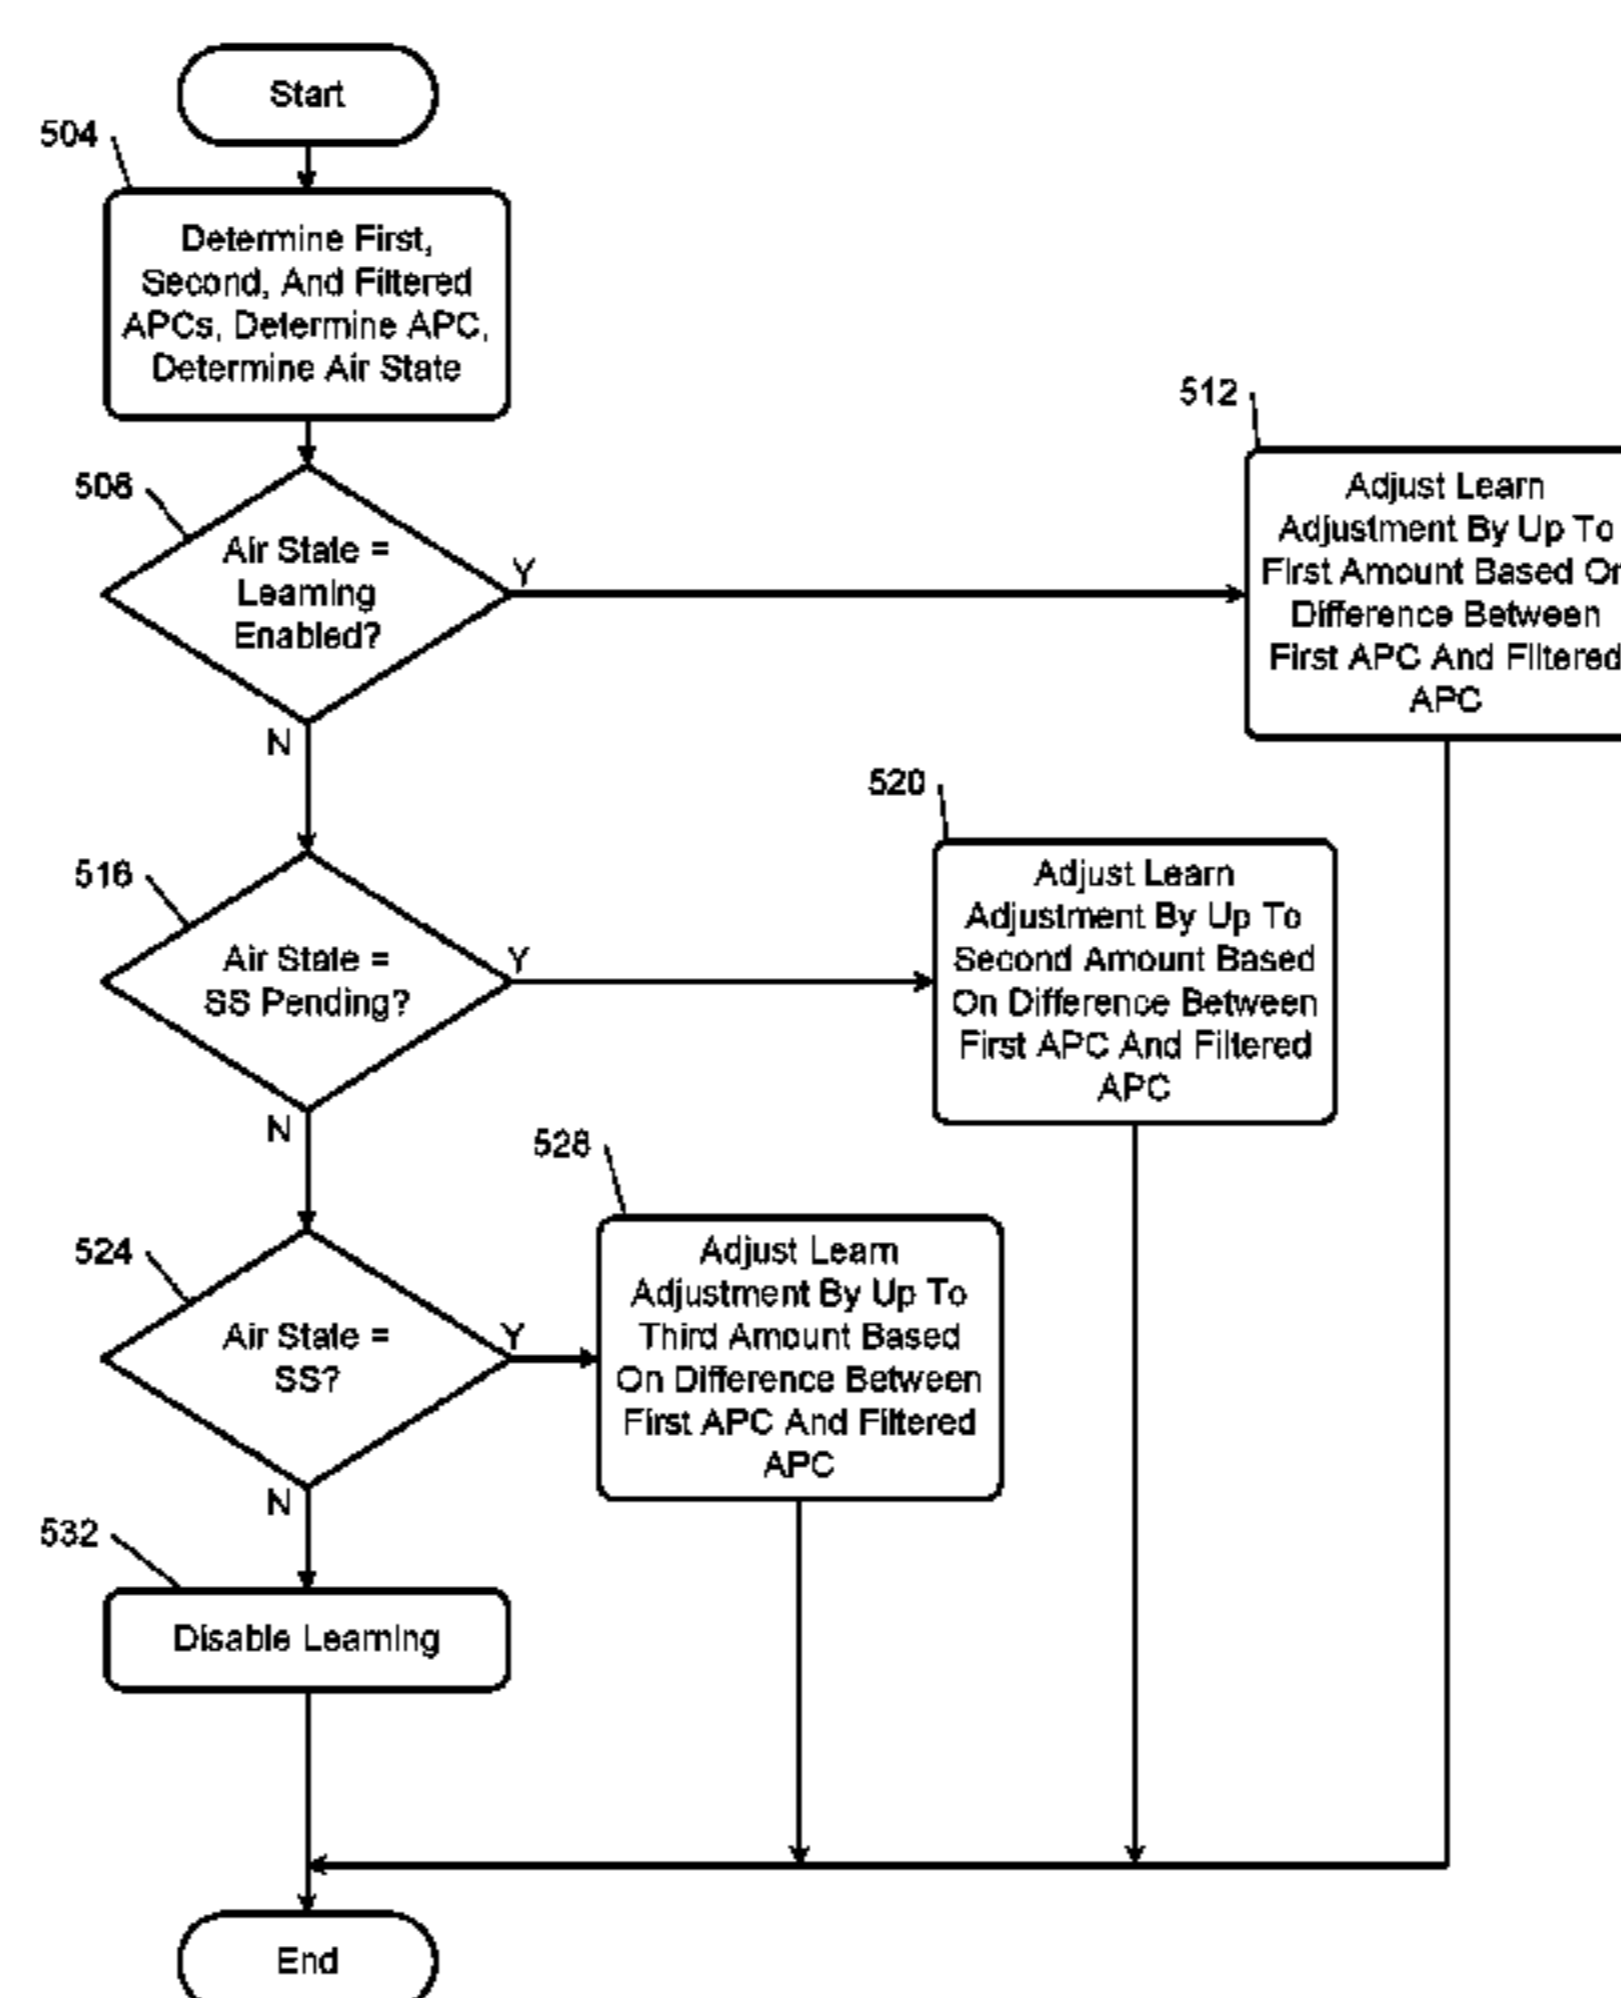 Start
504
Determine First,
Second, And Filtered
APCs, Determine APC,
Determine Air State
508
Air State =
Learning
Enabled?
Y
N
512
Adjust Learn
Adjustment By Up To
First Amount Based On
Difference Between
First APC And Filtered
APC
516
Air State =
SS Pending?
Y
N
520
Adjust Learn
Adjustment By Up To
Second Amount Based
On Difference Between
First APC And Filtered
APC
524
Air State =
SS?
Y
N
528
Adjust Learn
Adjustment By Up To
Third Amount Based
On Difference Between
First APC And Filtered
APC
532
Disable Learning
End